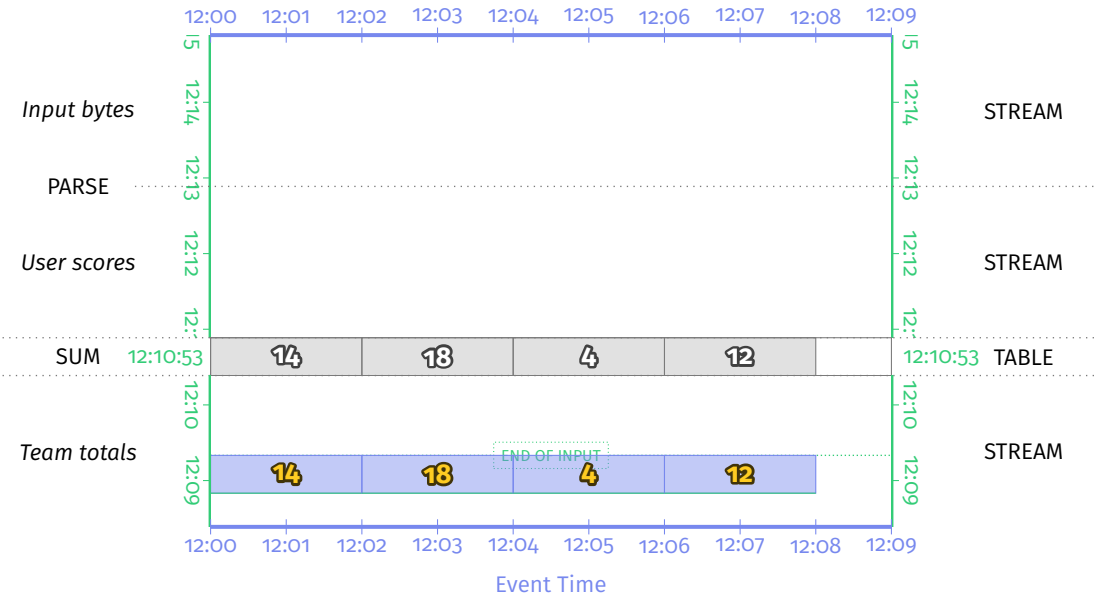 12:00 12:01 12:02 12:03 12:04 12:05 12:06 12:07 12:08 12:09
Input bytes 12:14 12:14 STREAM
PARSE 12:13 12:13
User scores 12:12 12:12 STREAM
SUM 12:10:53 14 18 4 12 12:10:53 TABLE
12:10 12:10
Team totals END OF INPUT STREAM
12:09 14 18 4 12 12:09
12:00 12:01 12:02 12:03 12:04 12:05 12:06 12:07 12:08 12:09
Event Time